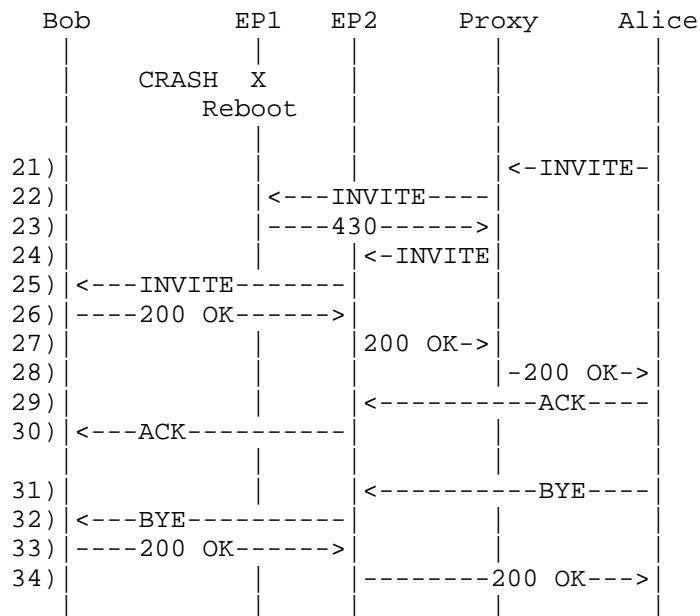 Bob EP1 EP2 Proxy Alice
CRASH X
Reboot
21) <-INVITE-
22) <---INVITE----
23) ----430------>
24) <-INVITE
25) <---INVITE-------
26) ----200 OK------>
27) 200 OK->
28) -200 OK->
29) <----------ACK----
30) <---ACK----------
31) <----------BYE----
32) <---BYE----------
33) ----200 OK------>
34) --------200 OK--->